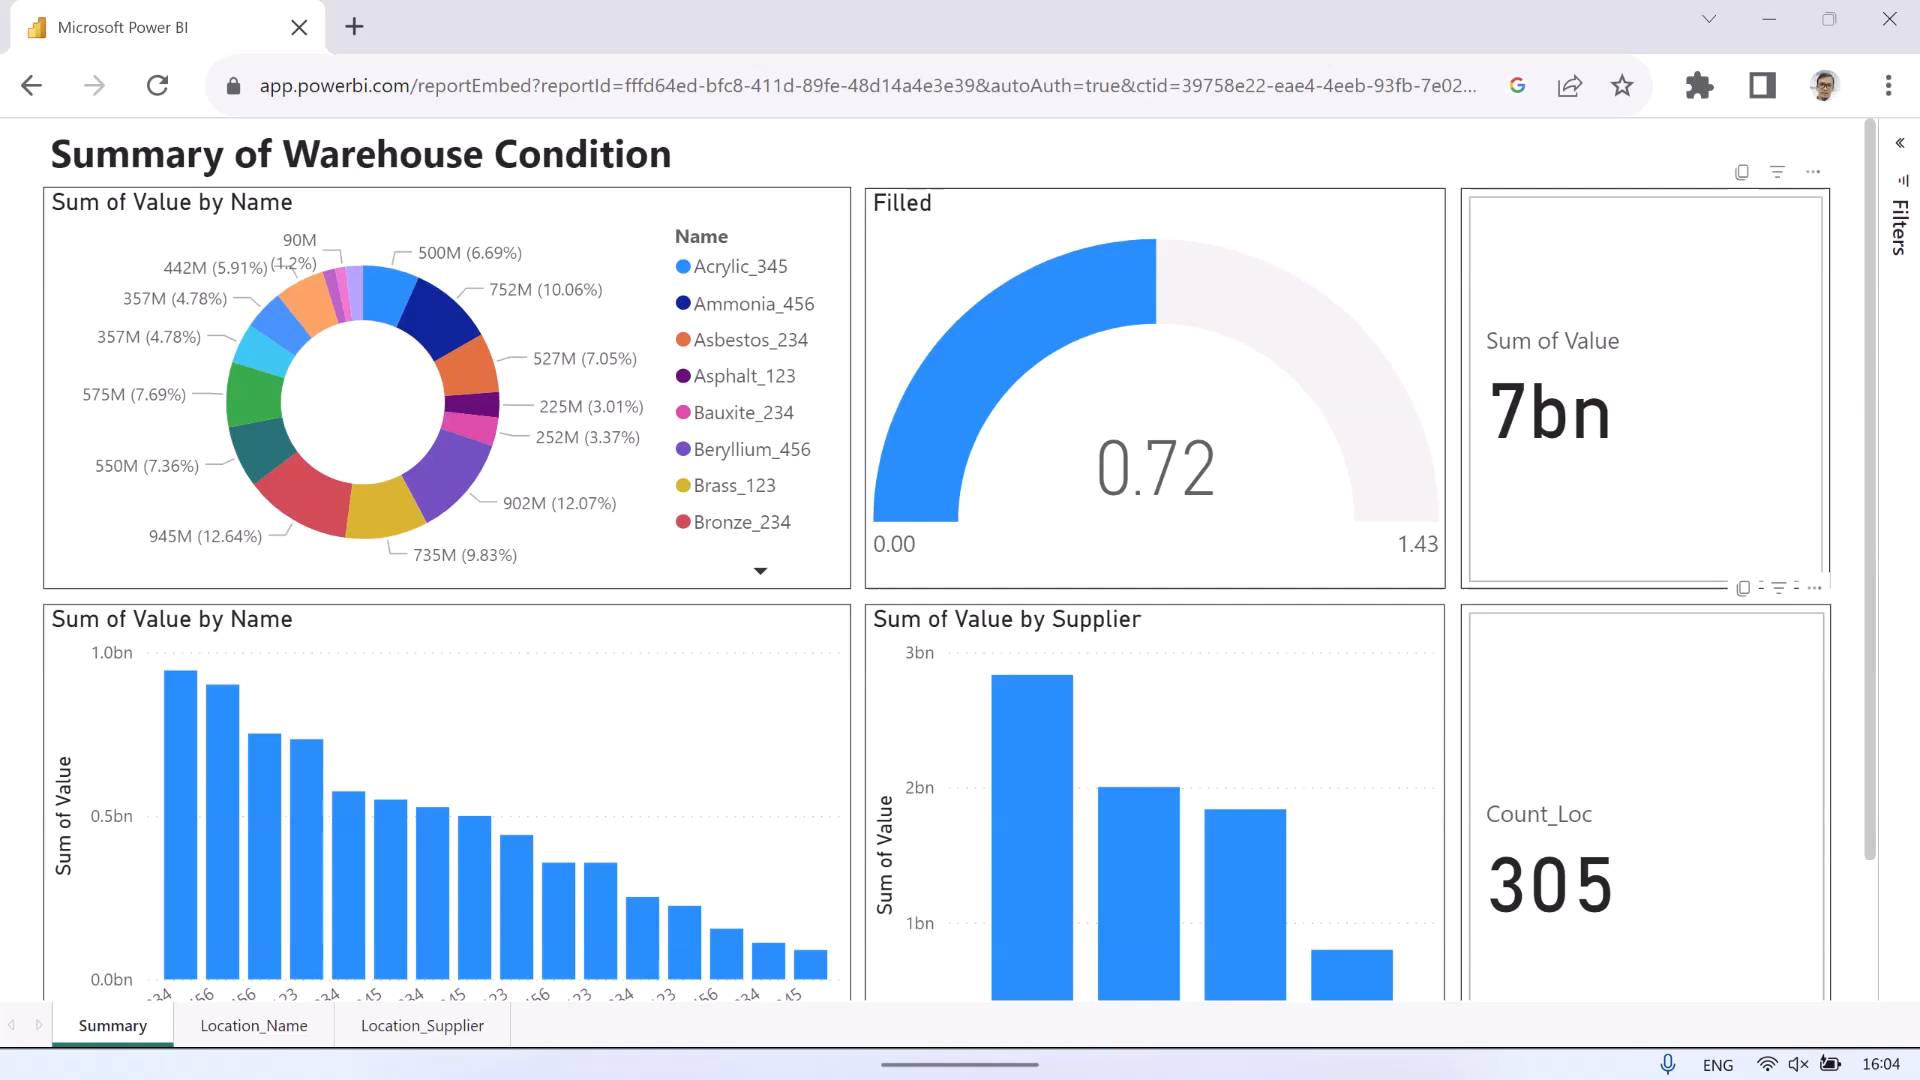 Microsoft Power BI
app.powerbi.com/reportEmbed?reportId=fffd64ed-bfc8-411d-89fe-48d14a4e3e39&autoAuth=true&ctid=39758e22-eae4-4eeb-93fb-7e02...
Summary of Warehouse Condition
Sum of Value by Name
90M
(1.2%)
442M (5.91%)
357M (4.78%)
357M (4.78%)
575M (7.69%)
550M (7.36%)
945M (12.64%)
500M (6.69%)
752M (10.06%)
527M (7.05%)
225M (3.01%)
252M (3.37%)
902M (12.07%)
735M (9.83%)
Name
Acrylic_345
Ammonia_456
Asbestos_234
Asphalt_123
Bauxite_234
Beryllium_456
Brass_123
Bronze_234
Filled
0.72
0.00
1.43
Sum of Value
7bn
Filters
Sum of Value by Name
1.0bn
0.5bn
0.0bn
Sum of Value
Sum of Value by Supplier
3bn
2bn
1bn
Sum of Value
Count_Loc
305
Summary
Location_Name
Location_Supplier
ENG
16:04